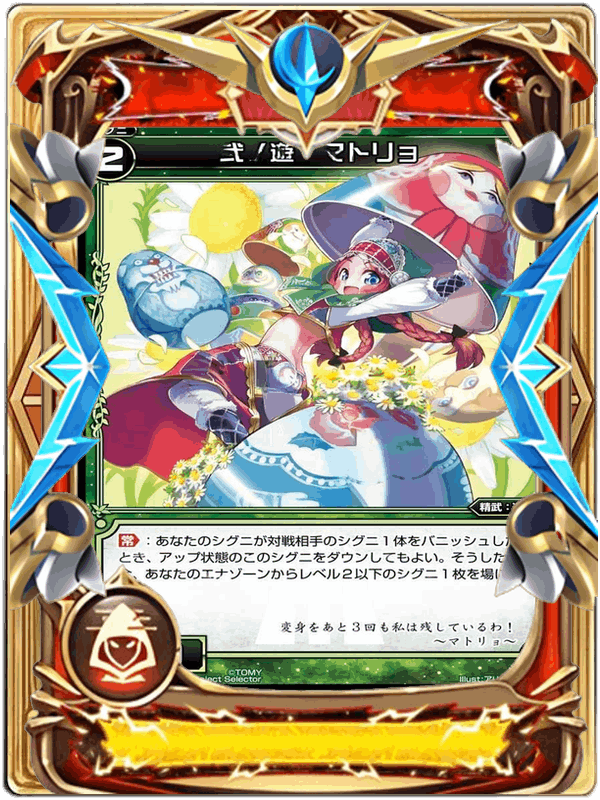 2
弐ノ遊 マトリョ
精武：
常：あなたのシグニが対戦相手のシグニ１体をバニッシュした
とき、アップ状態のこのシグニをダウンしてもよい。そうした
、あなたのエナゾーンからレベル２以下のシグニ１枚を場に
変身をあと３回も私は残しているわ！
～マトリョ～
©TOMY
lect Selector
Illust:アリ